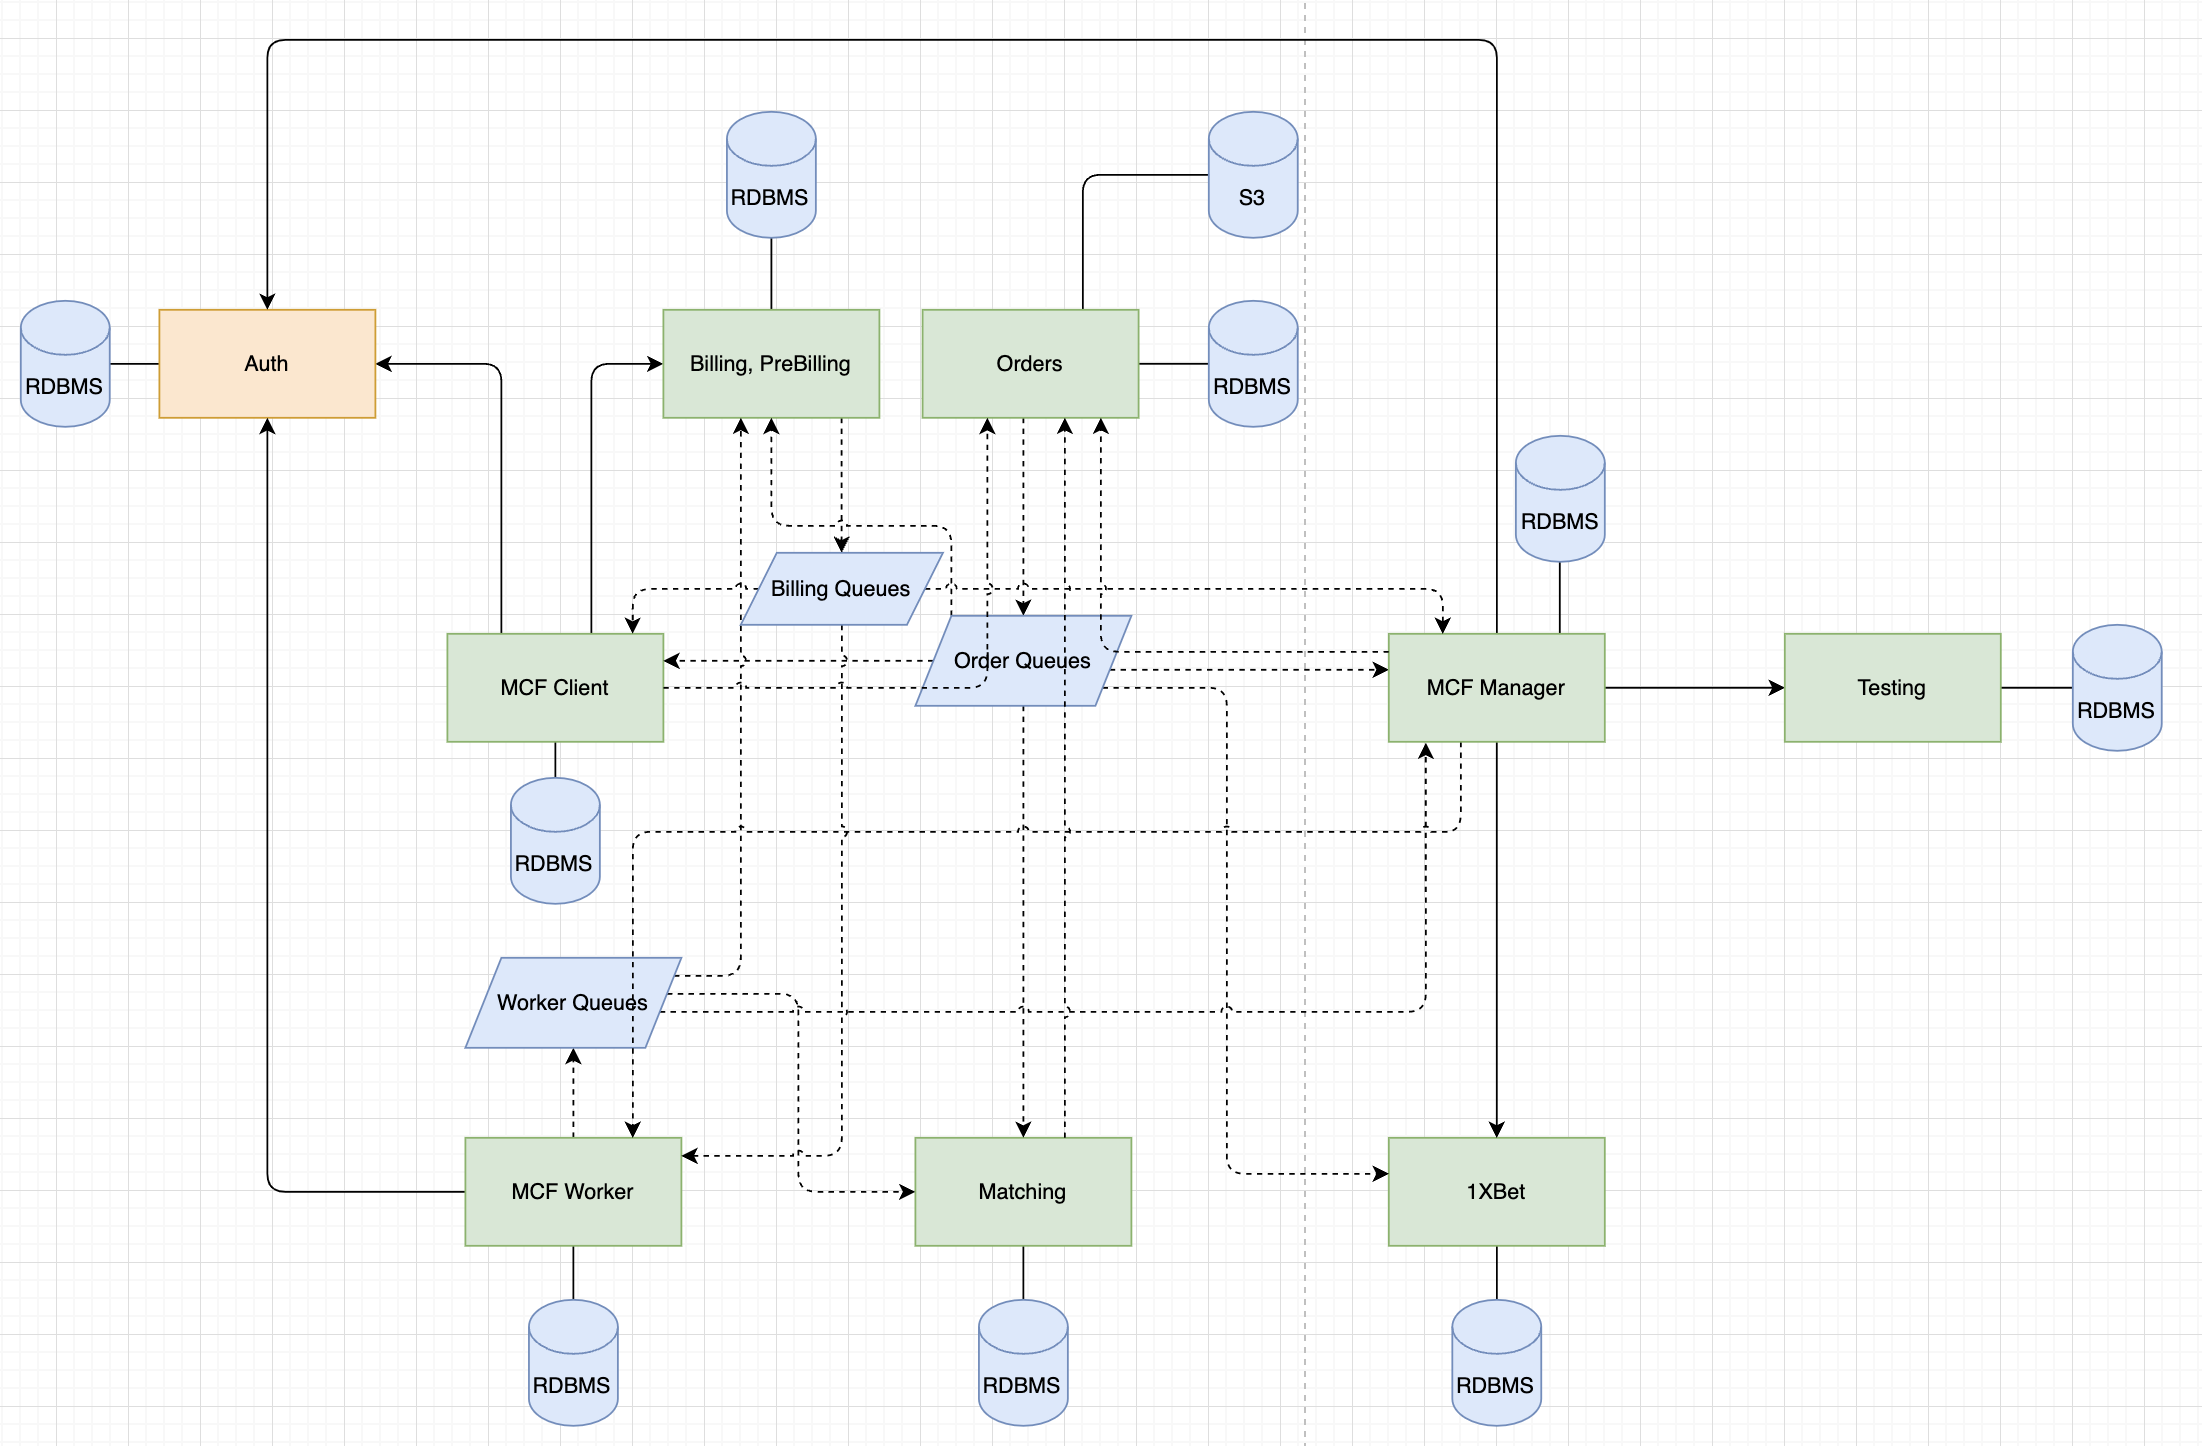 RDBMS
S3
RDBMS
Auth
Billing, PreBilling
Orders
RDBMS
RDBMS
Billing Queues
Order Queues
MCF Client
MCF Manager
Testing
RDBMS
RDBMS
Worker Queues
MCF Worker
Matching
1XBet
RDBMS
RDBMS
RDBMS